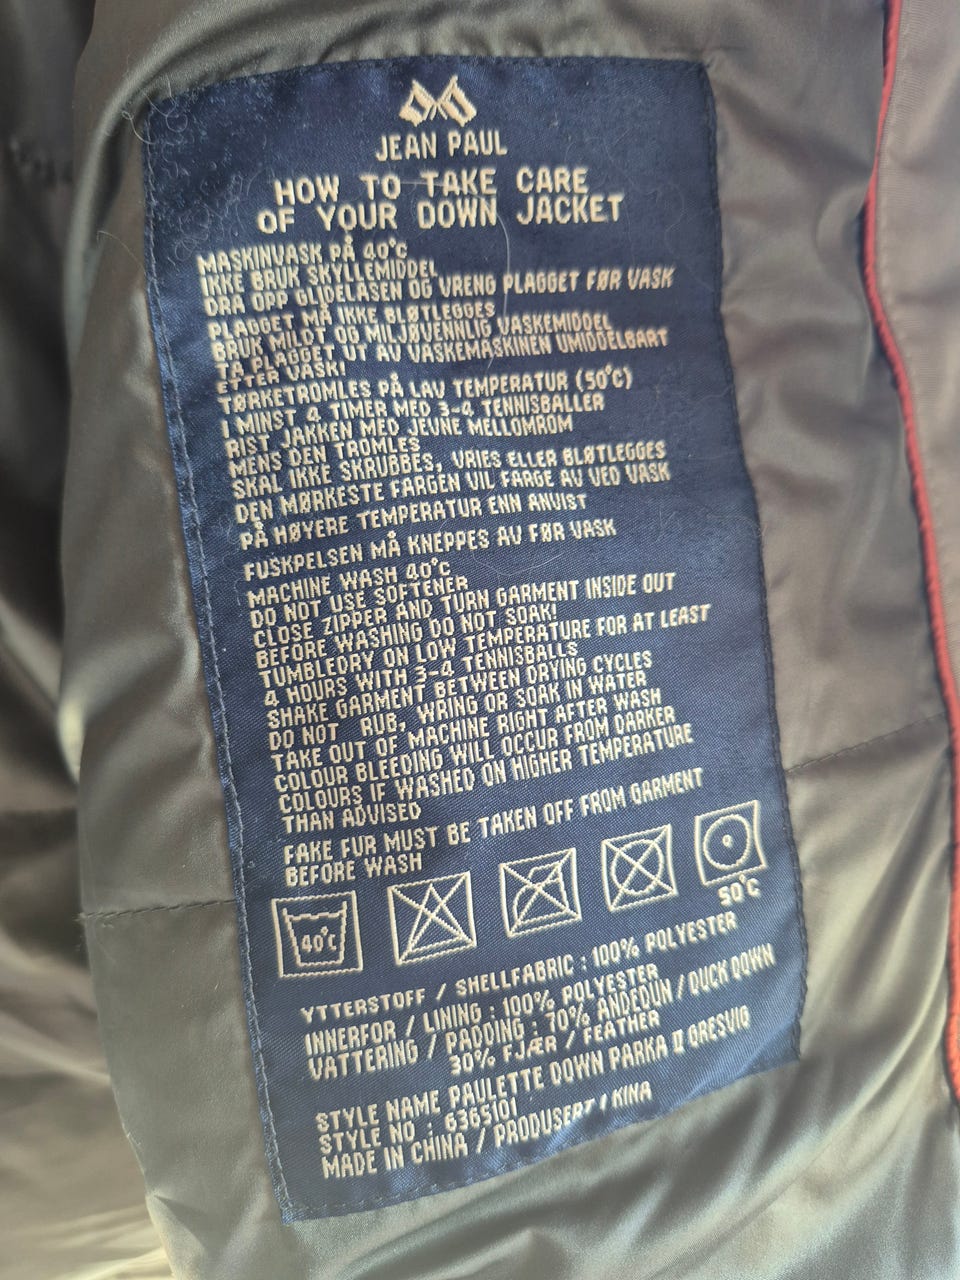 JEAN PAUL
HOW TO TAKE CARE
OF YOUR DOWN JACKET
MASKINVASK PÅ 40°C
IKKE BRUK SKYLLEMIDDEL
DRA OPP GLIDELÅSEN OG VRENG PLAGGET FØR VASK
PLAGGET MÅ IKKE BLØTLEGGES
BRUK MILDT OG MILJØVENNLIG VASKEMIDDEL
TA PLAGGET UT AV VASKEMASKINEN UMIDDELBART
ETTER VASK!
TØRKETROMLES PÅ LAV TEMPERATUR (50°C)
I MINST 4 TIMER MED 3-4 TENNISBALLER
RIST JAKKEN MED JEVNE MELLOMROM
MENS DEN TROMLES
SKAL IKKE SKRUBBES, VRIES ELLER BLØTLEGGES
DEN MØRKESTE FARGEN VIL FARGE AV VED VASK
PÅ HØYERE TEMPERATUR ENN ANVIST
FUSKPELSEN MÅ KNEPPES AV FØR VASK
MACHINE WASH 40°C
DO NOT USE SOFTENER
CLOSE ZIPPER AND TURN GARMENT INSIDE OUT
BEFORE WASHING DO NOT SOAK!
TUMBLEDRY ON LOW TEMPERATURE FOR AT LEAST
4 HOURS WITH 3-4 TENNISBALLS
SHAKE GARMENT BETWEEN DRYING CYCLES
DO NOT RUB, WRING OR SOAK IN WATER
TAKE OUT OF MACHINE RIGHT AFTER WASH
COLOUR BLEEDING WILL OCCUR FROM DARKER
COLOURS IF WASHED ON HIGHER TEMPERATURE
THAN ADVISED
FAKE FUR MUST BE TAKEN OFF FROM GARMENT
BEFORE WASH
40°C
50°C
YTTERSTOFF / SHELLFABRIC : 100% POLYESTER
INNERFOR / LINING : 100% POLYESTER
VATTERING / PADDING : 70% ANDEDUN / DUCK DOWN
30% FJÆR / FEATHER
STYLE NAME PAULETTE DOWN PARKA II GRESVIG
STYLE NO : 6365101
MADE IN CHINA / PRODUSERT I KINA